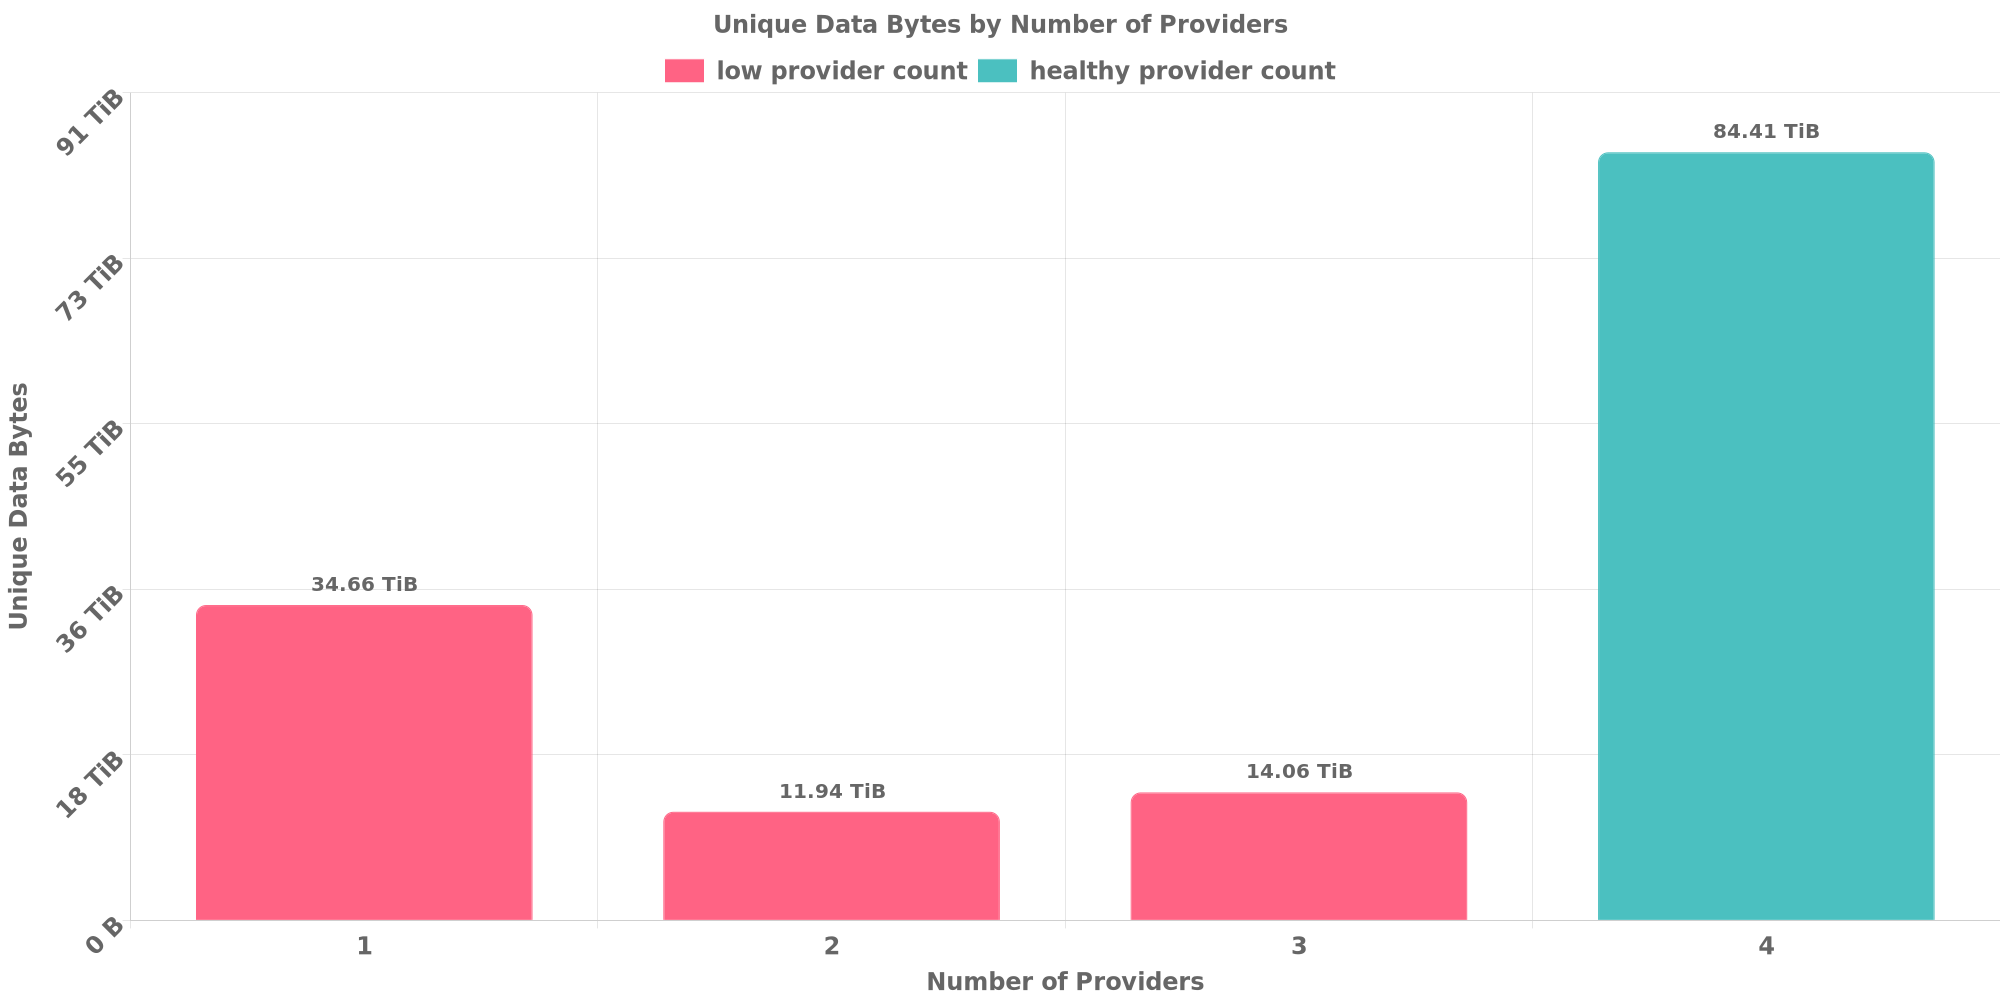 Unique Data Bytes by Number of Providers
low provider count healthy provider count
91 TiB
73 TiB
55 TiB
36 TiB
18 TiB
0 B
Unique Data Bytes
34.66 TiB
11.94 TiB
14.06 TiB
84.41 TiB
1 2 3 4
Number of Providers